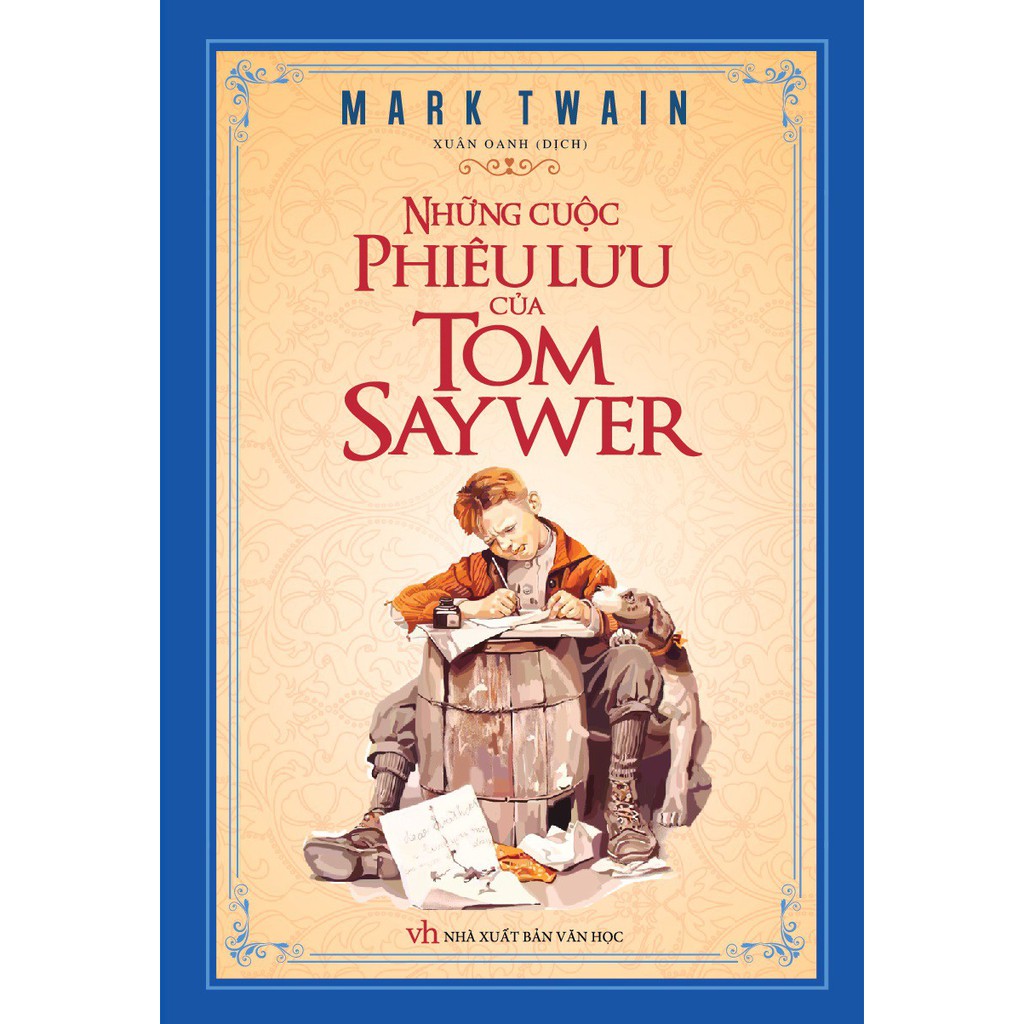 MARK TWAIN
XUÂN OANH (DỊCH)
NHỮNG CUỘC
PHIÊU LƯU
CỦA
TOM
SAYWER
vh NHÀ XUẤT BẢN VĂN HỌC